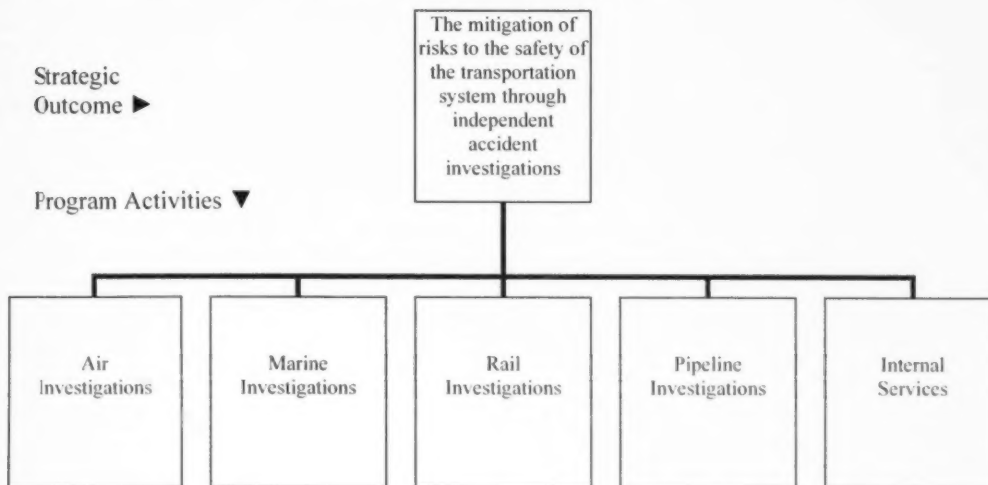 The mitigation of
risks to the safety of
the transportation
system through
independent
accident
investigations
Strategic
Outcome ►
Program Activities ▼
Air
Investigations
Marine
Investigations
Rail
Investigations
Pipeline
Investigations
Internal
Services